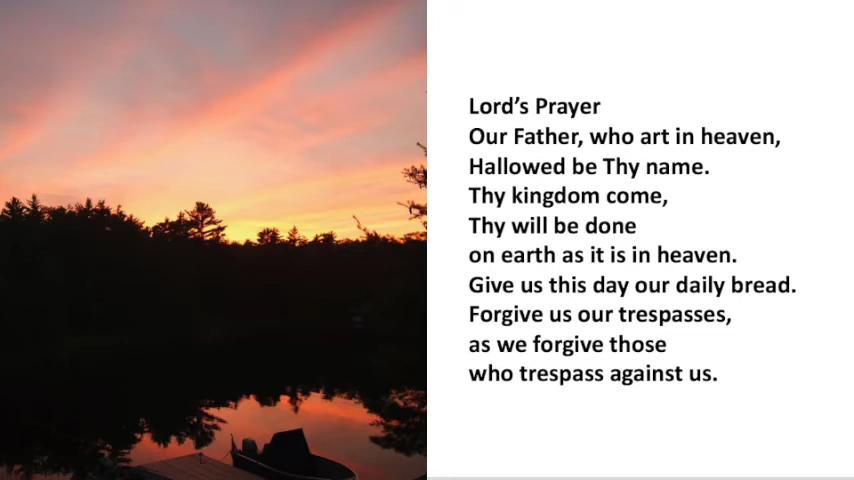 Lord’s Prayer
Our Father, who art in heaven,
Hallowed be Thy name.
Thy kingdom come,
Thy will be done
on earth as it is in heaven.
Give us this day our daily bread.
Forgive us our trespasses,
as we forgive those
who trespass against us.